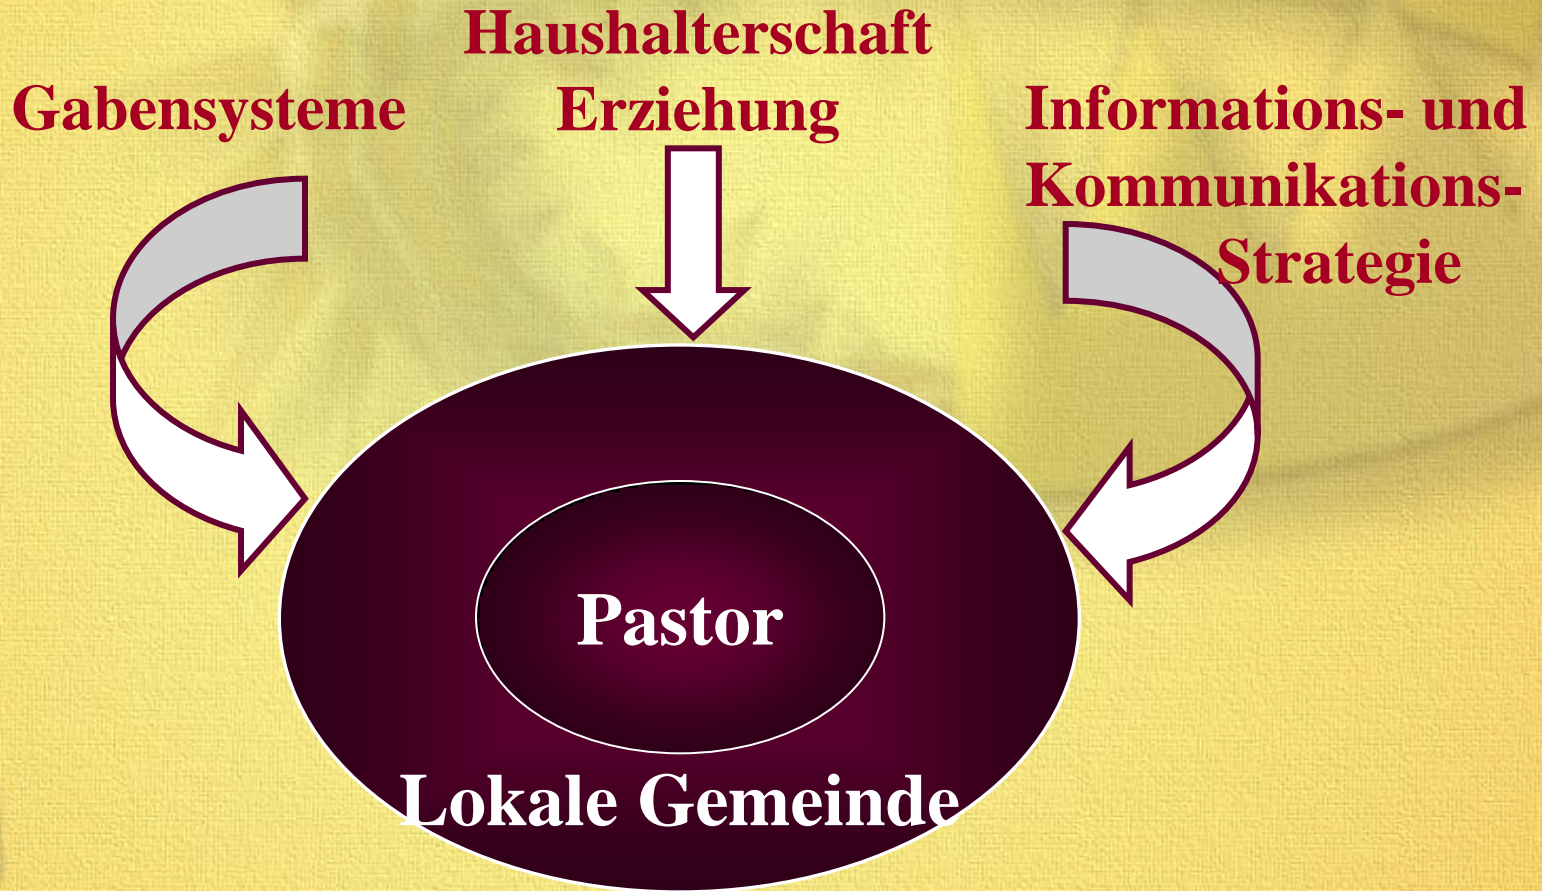 Gabensysteme
Haushalterschaft
Erziehung
Informations- und
Kommunikations-
Strategie
Pastor
Lokale Gemeinde